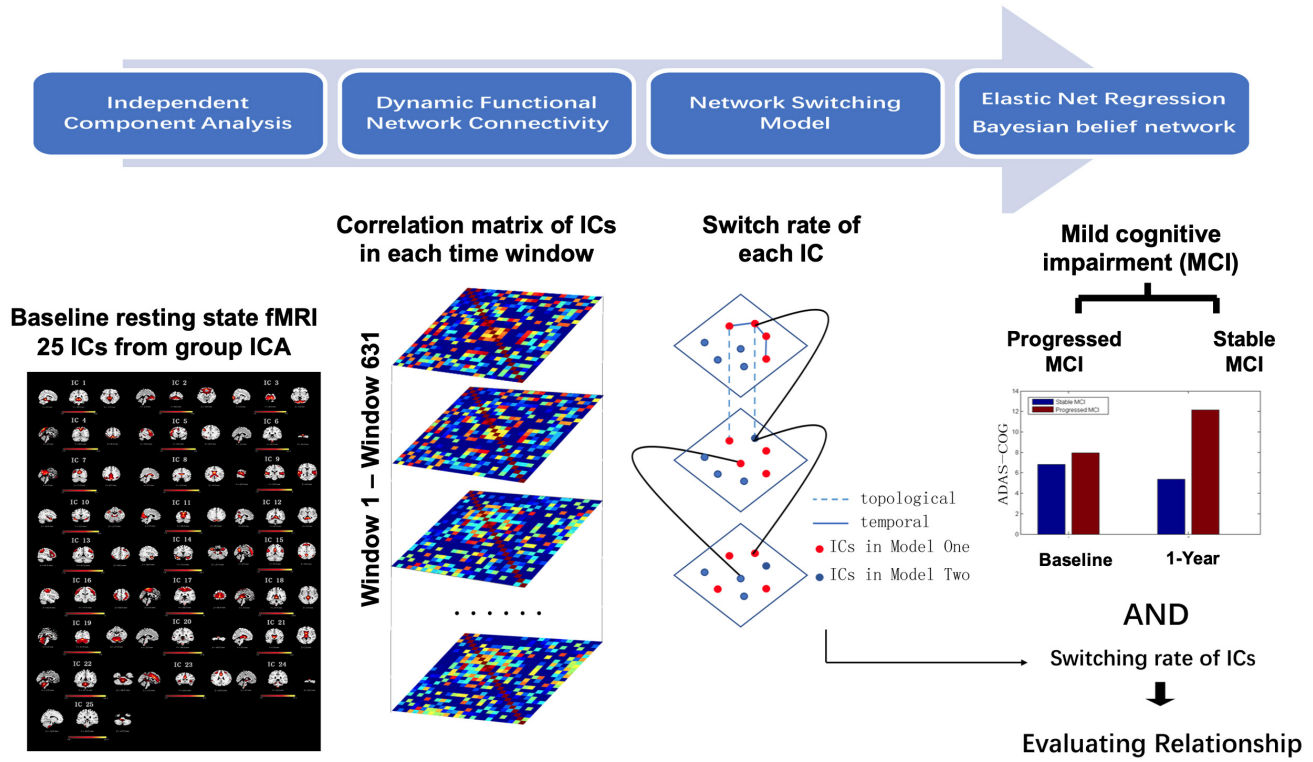 Independent
Component Analysis
Dynamic Functional
Network Connectivity
Network Switching
Model
Elastic Net Regression
Bayesian belief network
Baseline resting state fMRI
25 ICs from group ICA
IC 1
IC 2
IC 3
IC 4
IC 5
IC 6
IC 7
IC 8
IC 9
IC 10
IC 11
IC 12
IC 13
IC 14
IC 15
IC 16
IC 17
IC 18
IC 19
IC 20
IC 21
IC 22
IC 23
IC 24
IC 25
Correlation matrix of ICs
in each time window
Window 1 – Window 631
. . . . . .
Switch rate of
each IC
topological
temporal
ICs in Model One
ICs in Model Two
Mild cognitive
impairment (MCI)
Progressed
MCI
Stable
MCI
Stable MCI
Progressed MCI
ADAS-COG
14
12
10
8
6
4
2
0
Baseline
1-Year
AND
Switching rate of ICs
Evaluating Relationship